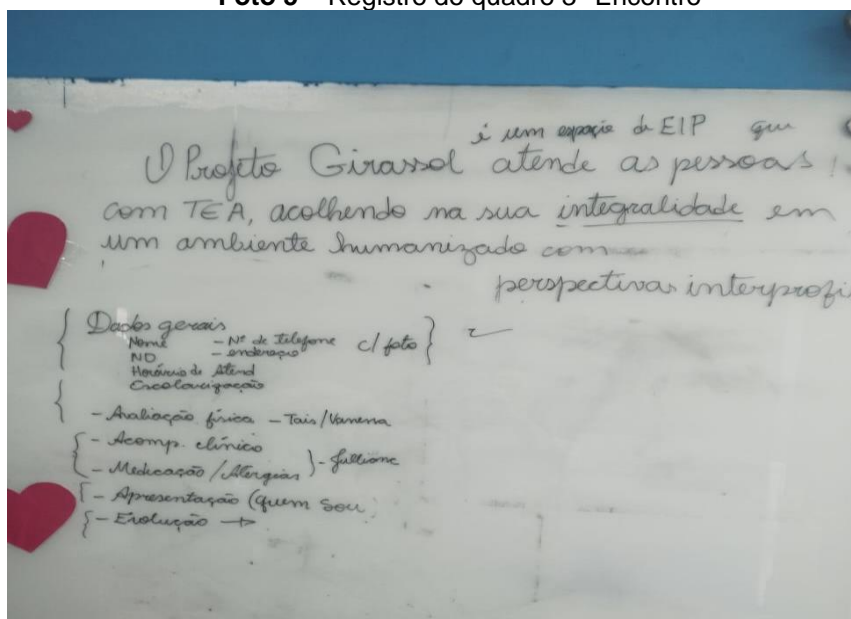 Foto 3 – Registro do quadro 3º Encontro
é um espaço de EIP que
O Projeto Girassol atende as pessoas
com TEA, acolhendo na sua integralidade em
um ambiente humanizado com
perspectivas interprofi
Dados gerais
Nome - Nº de Telefone c/ foto
ND - endereço
Horário de Atend
Escolarização
- Avaliação física - Tais/Vanessa
- Acomp. clínico
- Medicação / Alergias - Julliane
- Apresentação (quem sou
- Evolução →